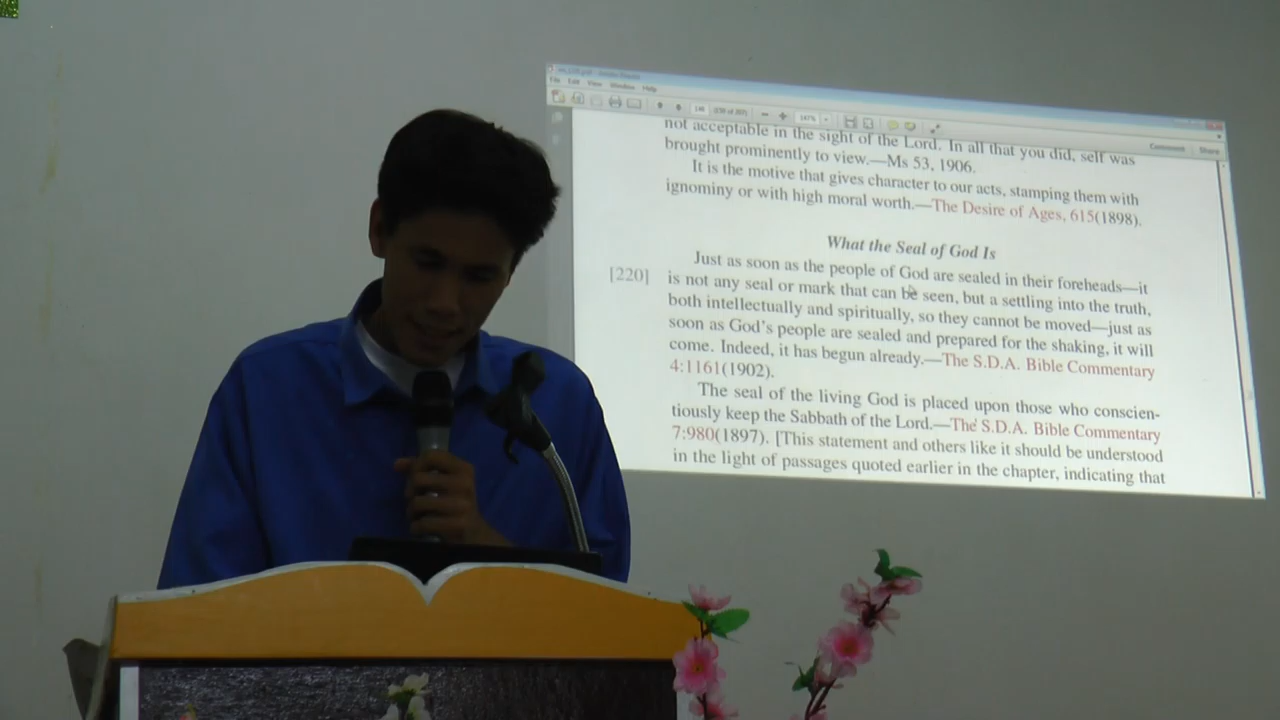 File Edit View Window Help
147%
Comment Share
not acceptable in the sight of the Lord. In all that you did, self was
brought prominently to view.—Ms 53, 1906.
It is the motive that gives character to our acts, stamping them with
ignominy or with high moral worth.—The Desire of Ages, 615(1898).
What the Seal of God Is
Just as soon as the people of God are sealed in their foreheads—it
[220] is not any seal or mark that can be seen, but a settling into the truth,
both intellectually and spiritually, so they cannot be moved—just as
soon as God's people are sealed and prepared for the shaking, it will
come. Indeed, it has begun already.—The S.D.A. Bible Commentary
4:1161(1902).
The seal of the living God is placed upon those who conscien-
tiously keep the Sabbath of the Lord.—The S.D.A. Bible Commentary
7:980(1897). [This statement and others like it should be understood
in the light of passages quoted earlier in the chapter, indicating that